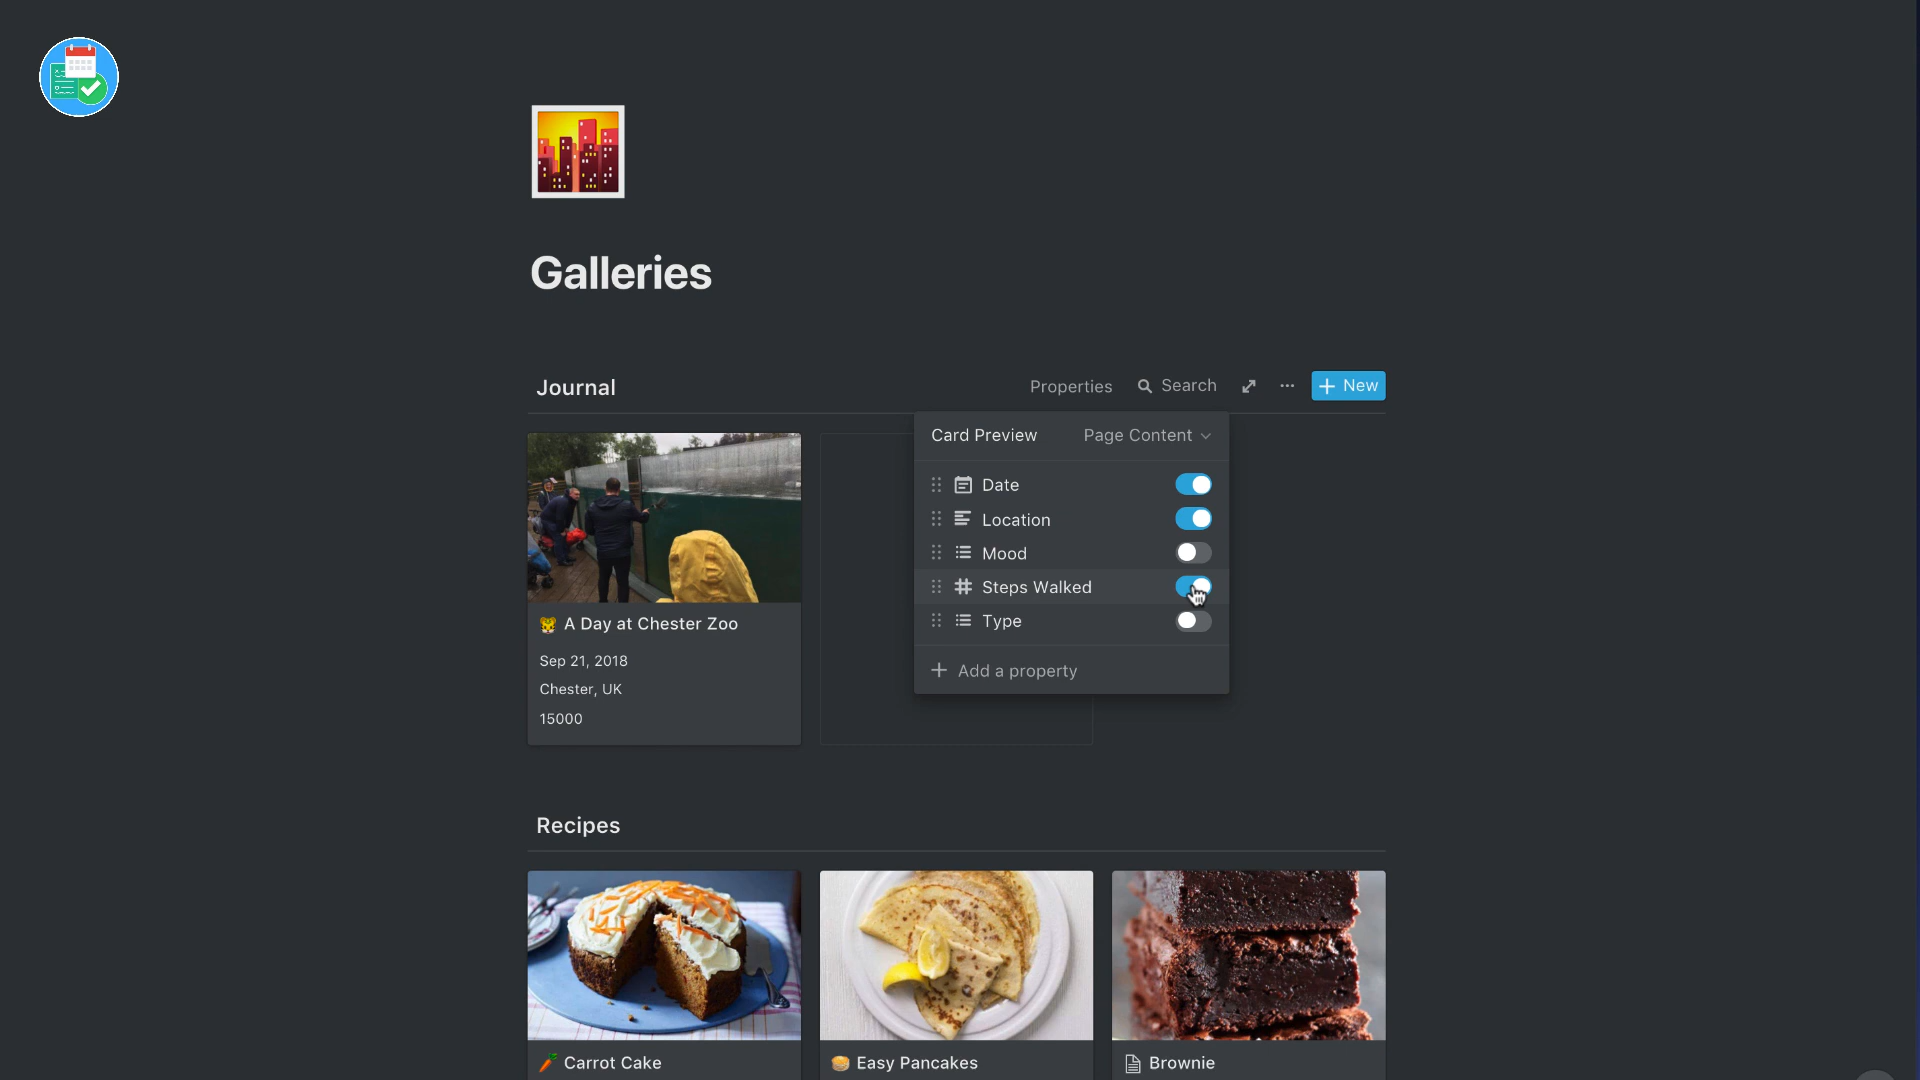 Galleries
Journal
Properties
Search
New
Card Preview
Page Content
Date
Location
Mood
Steps Walked
Type
Add a property
A Day at Chester Zoo
Sep 21, 2018
Chester, UK
15000
Recipes
Carrot Cake
Easy Pancakes
Brownie